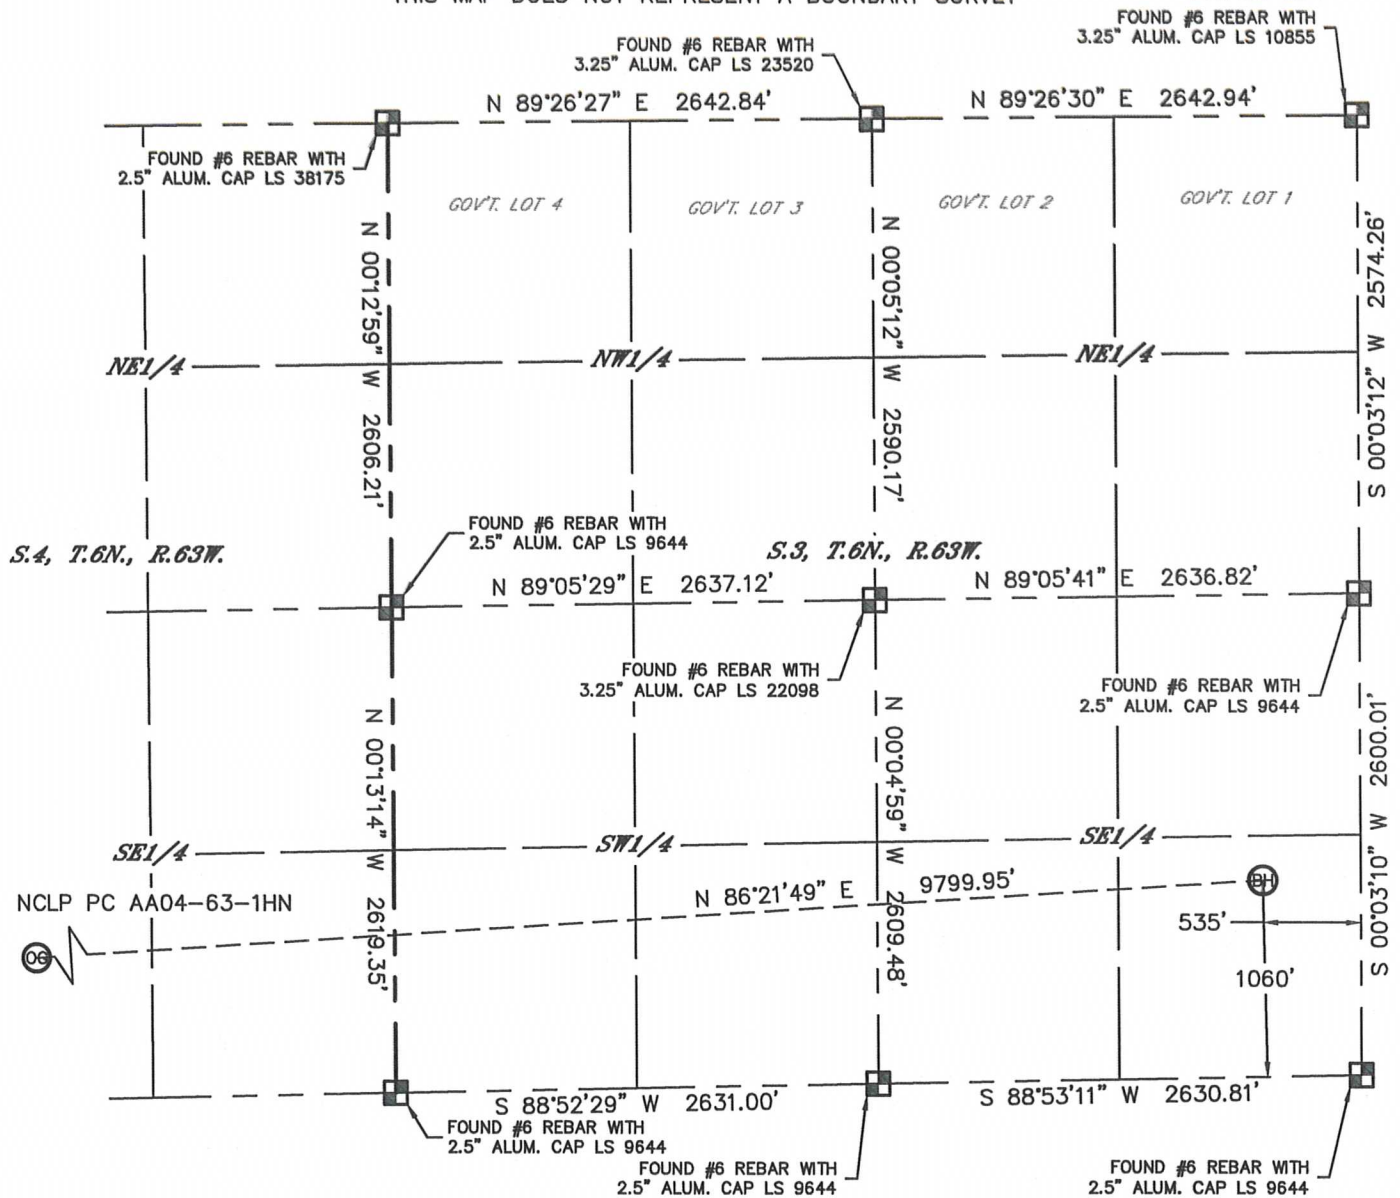 THIS MAP DOES NOT REPRESENT A BOUNDARY SURVEY
FOUND #6 REBAR WITH
3.25" ALUM. CAP LS 10855
FOUND #6 REBAR WITH
3.25" ALUM. CAP LS 23520
N 89°26'27" E 2642.84'
N 89°26'30" E 2642.94'
FOUND #6 REBAR WITH
2.5" ALUM. CAP LS 38175
GOV'T. LOT 4
GOV'T. LOT 3
GOV'T. LOT 2
GOV'T. LOT 1
N 00°12'59" W 2606.21'
N 00°05'12" W 2590.17'
S 00°03'12" W 2574.26'
NE1/4
NW1/4
NE1/4
FOUND #6 REBAR WITH
2.5" ALUM. CAP LS 9644
S.4, T.6N., R.63W.
S.3, T.6N., R.63W.
N 89°05'29" E 2637.12'
N 89°05'41" E 2636.82'
FOUND #6 REBAR WITH
3.25" ALUM. CAP LS 22098
FOUND #6 REBAR WITH
2.5" ALUM. CAP LS 9644
N 00°13'14" W 2619.35'
N 00°04'59" W 2609.48'
S 00°03'10" W 2600.01'
SE1/4
SW1/4
SE1/4
NCLP PC AA04-63-1HN
N 86°21'49" E 9799.95'
BH
OG
535'
1060'
S 88°52'29" W 2631.00'
S 88°53'11" W 2630.81'
FOUND #6 REBAR WITH
2.5" ALUM. CAP LS 9644
FOUND #6 REBAR WITH
2.5" ALUM. CAP LS 9644
FOUND #6 REBAR WITH
2.5" ALUM. CAP LS 9644